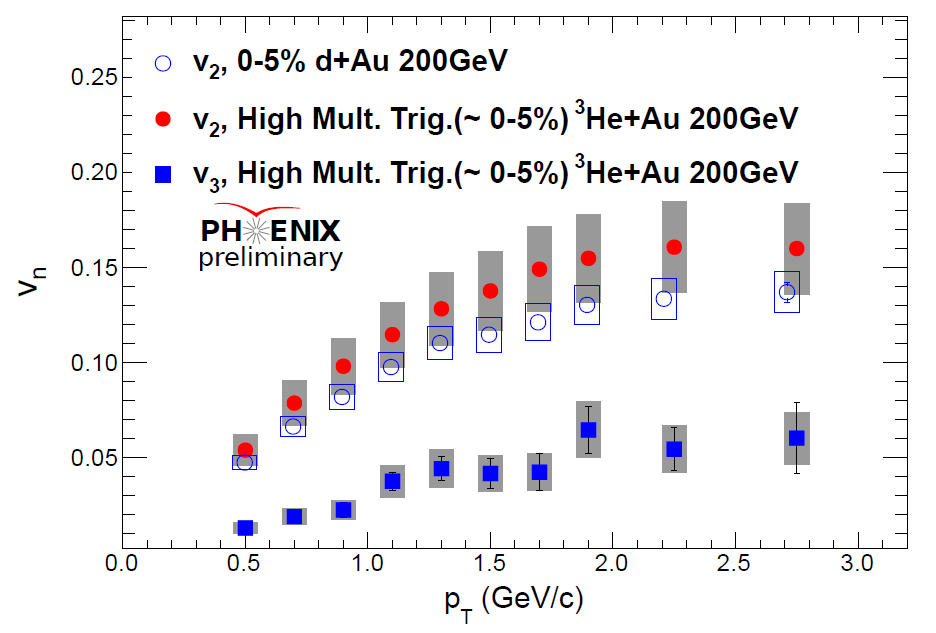 v2, 0-5% d+Au 200GeV
v2, High Mult. Trig.(~ 0-5%) 3He+Au 200GeV
v3, High Mult. Trig.(~ 0-5%) 3He+Au 200GeV
PHENIX
preliminary
vn
0.25
0.20
0.15
0.10
0.05
0.0 0.5 1.0 1.5 2.0 2.5 3.0
pT (GeV/c)